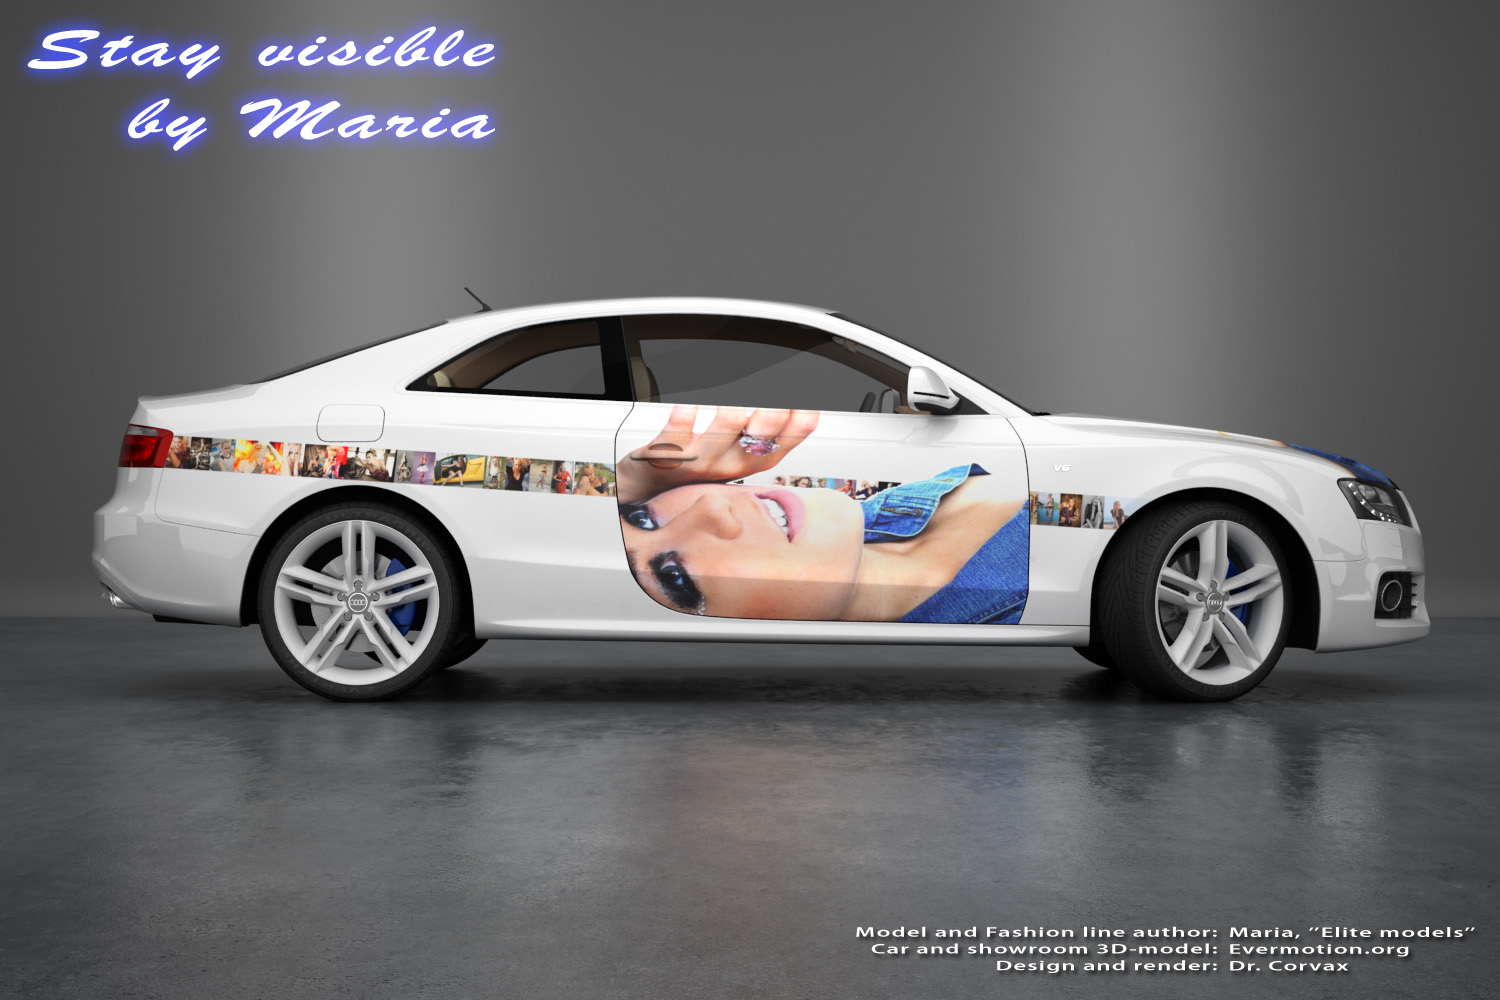 Stay visible
by Maria
V6
Model and Fashion line author: Maria, "Elite models"
Car and showroom 3D-model: Evermotion.org
Design and render: Dr. Corvax